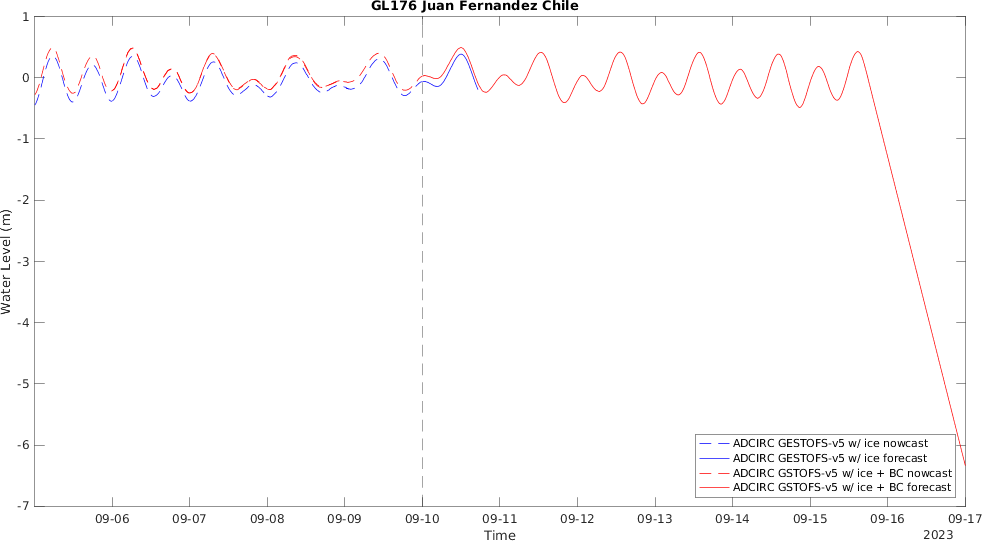 GL176 Juan Fernandez Chile
1
0
-1
-2
-3
-4
-5
-6
-7
Water Level (m)
09-06 09-07 09-08 09-09 09-10 09-11 09-12 09-13 09-14 09-15 09-16 09-17
Time
2023
ADCIRC GESTOFS-v5 w/ ice nowcast
ADCIRC GESTOFS-v5 w/ ice forecast
ADCIRC GSTOFS-v5 w/ ice + BC nowcast
ADCIRC GSTOFS-v5 w/ ice + BC forecast